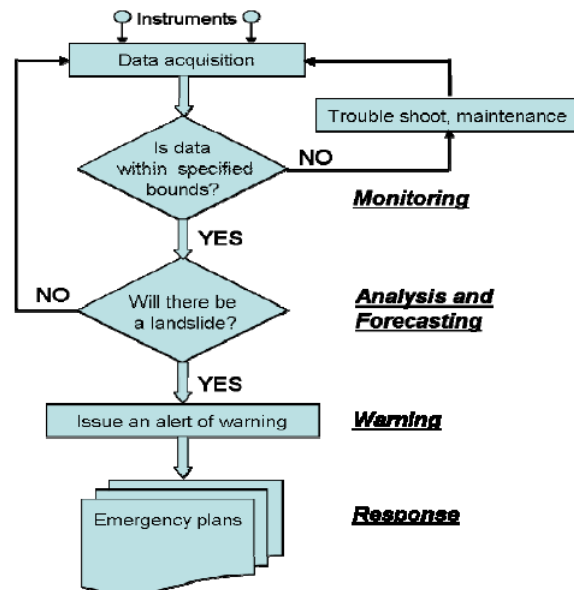 Instruments
Data acquisition
Trouble shoot, maintenance
Is data
within specified
bounds?
NO
Monitoring
YES
NO
Will there be
a landslide?
Analysis and
Forecasting
YES
Issue an alert of warning
Warning
Emergency plans
Response